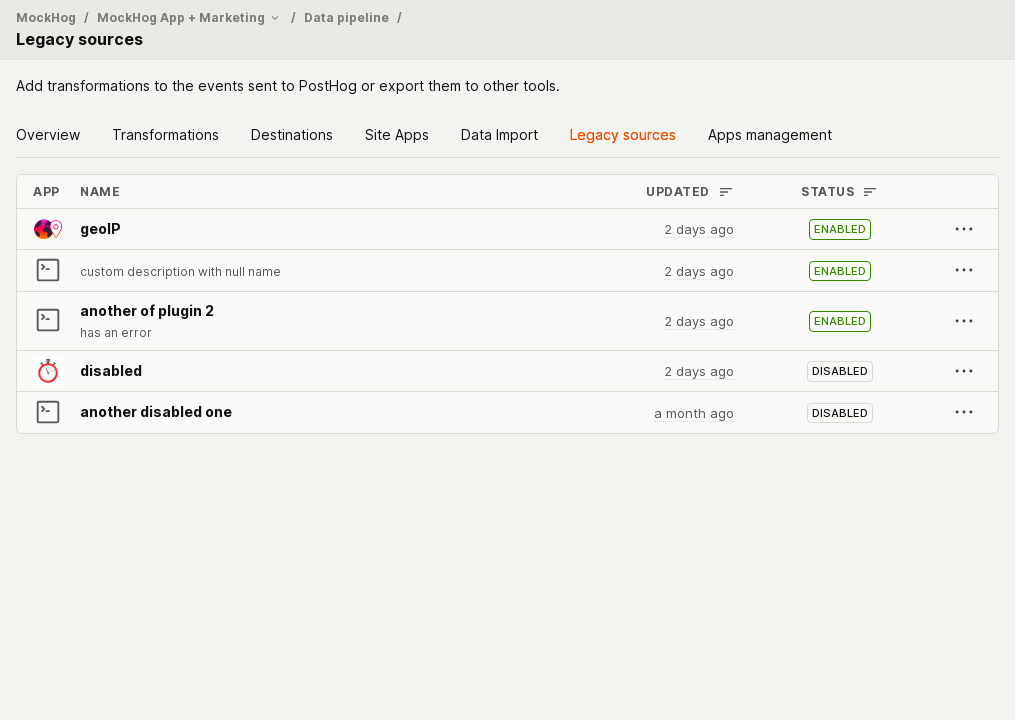 MockHog / MockHog App + Marketing / Data pipeline /
Legacy sources
Add transformations to the events sent to PostHog or export them to other tools.
Overview Transformations Destinations Site Apps Data Import Legacy sources Apps management
APP NAME UPDATED STATUS
geoIP 2 days ago ENABLED
custom description with null name 2 days ago ENABLED
another of plugin 2
has an error 2 days ago ENABLED
disabled 2 days ago DISABLED
another disabled one a month ago DISABLED